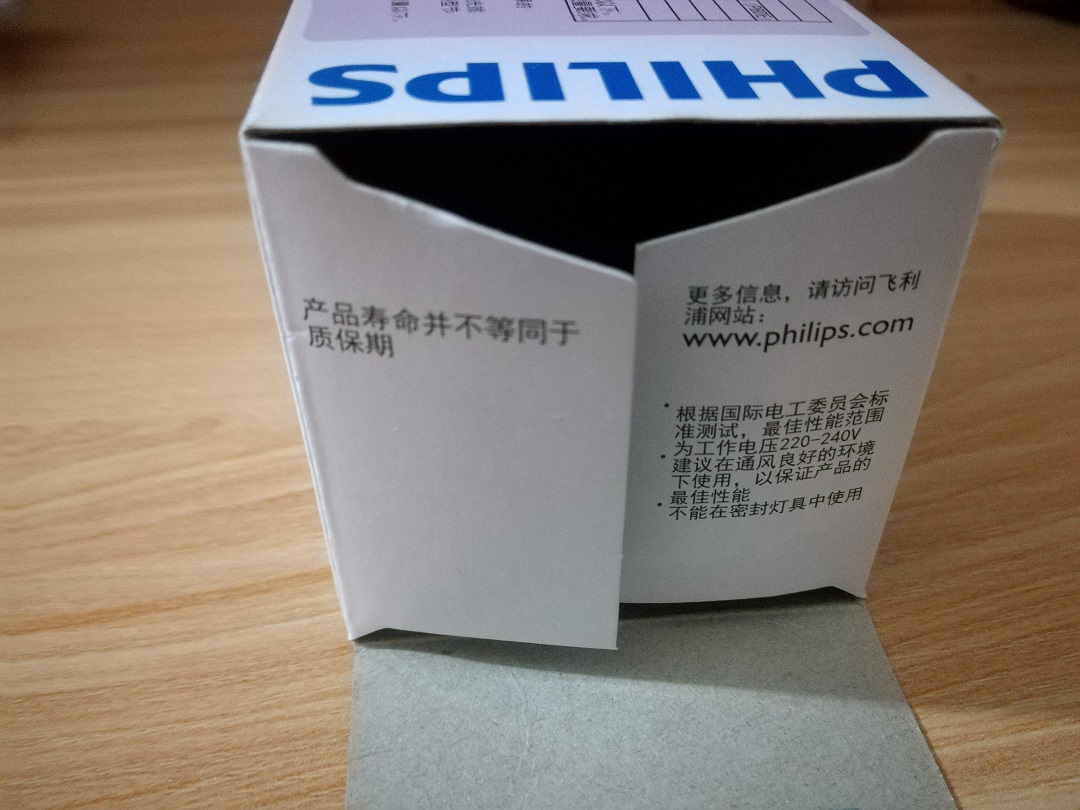 PHILIPS
产品寿命并不等同于
质保期
更多信息，请访问飞利
浦网站：
www.philips.com
· 根据国际电工委员会标
准测试，最佳性能范围
为工作电压220-240V
· 建议在通风良好的环境
下使用，以保证产品的
最佳性能
· 不能在密封灯具中使用